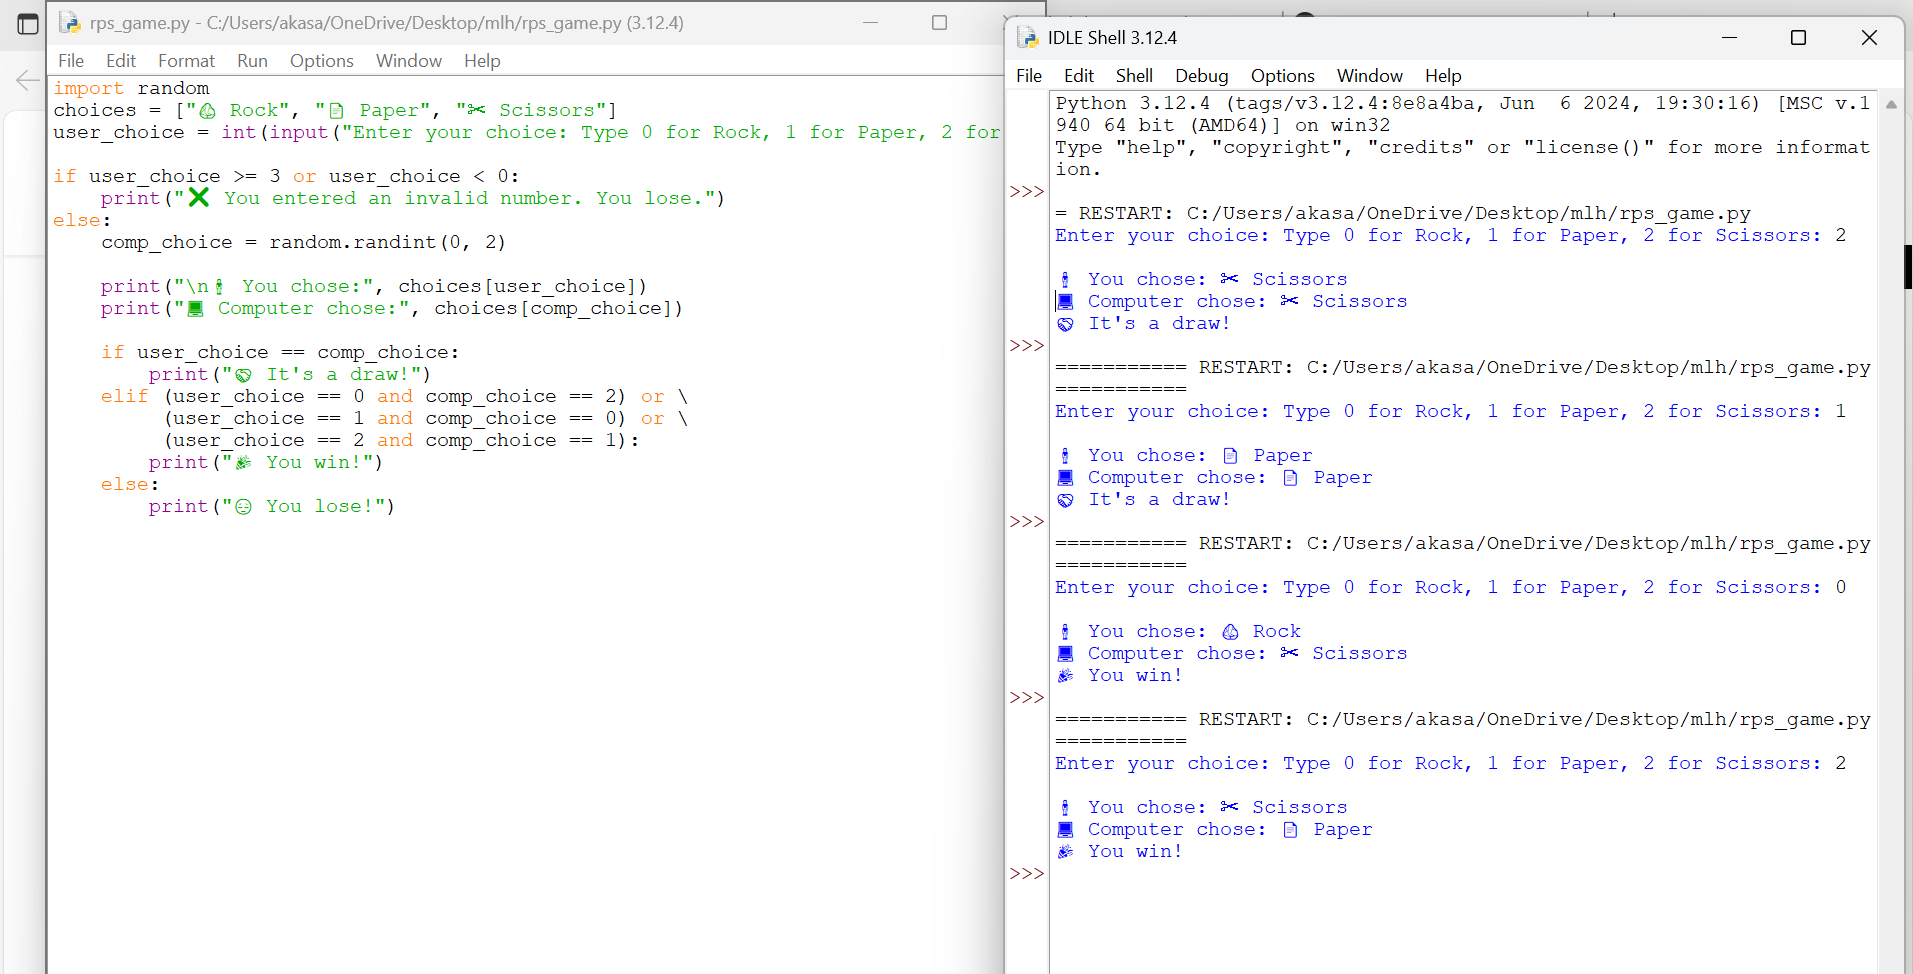 rps_game.py - C:/Users/akasa/OneDrive/Desktop/mlh/rps_game.py (3.12.4)
File Edit Format Run Options Window Help
import random
choices = ["🪨 Rock", "📄 Paper", "✂ Scissors"]
user_choice = int(input("Enter your choice: Type 0 for Rock, 1 for Paper, 2 for
if user_choice >= 3 or user_choice < 0:
    print("❌ You entered an invalid number. You lose.")
else:
    comp_choice = random.randint(0, 2)
    print("\n🧍 You chose:", choices[user_choice])
    print("💻 Computer chose:", choices[comp_choice])
    if user_choice == comp_choice:
        print("🤝 It's a draw!")
    elif (user_choice == 0 and comp_choice == 2) or \
         (user_choice == 1 and comp_choice == 0) or \
         (user_choice == 2 and comp_choice == 1):
        print("🎉 You win!")
    else:
        print("😑 You lose!")
IDLE Shell 3.12.4
File Edit Shell Debug Options Window Help
Python 3.12.4 (tags/v3.12.4:8e8a4ba, Jun  6 2024, 19:30:16) [MSC v.1
940 64 bit (AMD64)] on win32
Type "help", "copyright", "credits" or "license()" for more informat
ion.
>>>
= RESTART: C:/Users/akasa/OneDrive/Desktop/mlh/rps_game.py
Enter your choice: Type 0 for Rock, 1 for Paper, 2 for Scissors: 2
🧍 You chose: ✂ Scissors
💻 Computer chose: ✂ Scissors
🤝 It's a draw!
>>>
=========== RESTART: C:/Users/akasa/OneDrive/Desktop/mlh/rps_game.py
===========
Enter your choice: Type 0 for Rock, 1 for Paper, 2 for Scissors: 1
🧍 You chose: 📄 Paper
💻 Computer chose: 📄 Paper
🤝 It's a draw!
>>>
=========== RESTART: C:/Users/akasa/OneDrive/Desktop/mlh/rps_game.py
===========
Enter your choice: Type 0 for Rock, 1 for Paper, 2 for Scissors: 0
🧍 You chose: 🪨 Rock
💻 Computer chose: ✂ Scissors
🎉 You win!
>>>
=========== RESTART: C:/Users/akasa/OneDrive/Desktop/mlh/rps_game.py
===========
Enter your choice: Type 0 for Rock, 1 for Paper, 2 for Scissors: 2
🧍 You chose: ✂ Scissors
💻 Computer chose: 📄 Paper
🎉 You win!
>>>